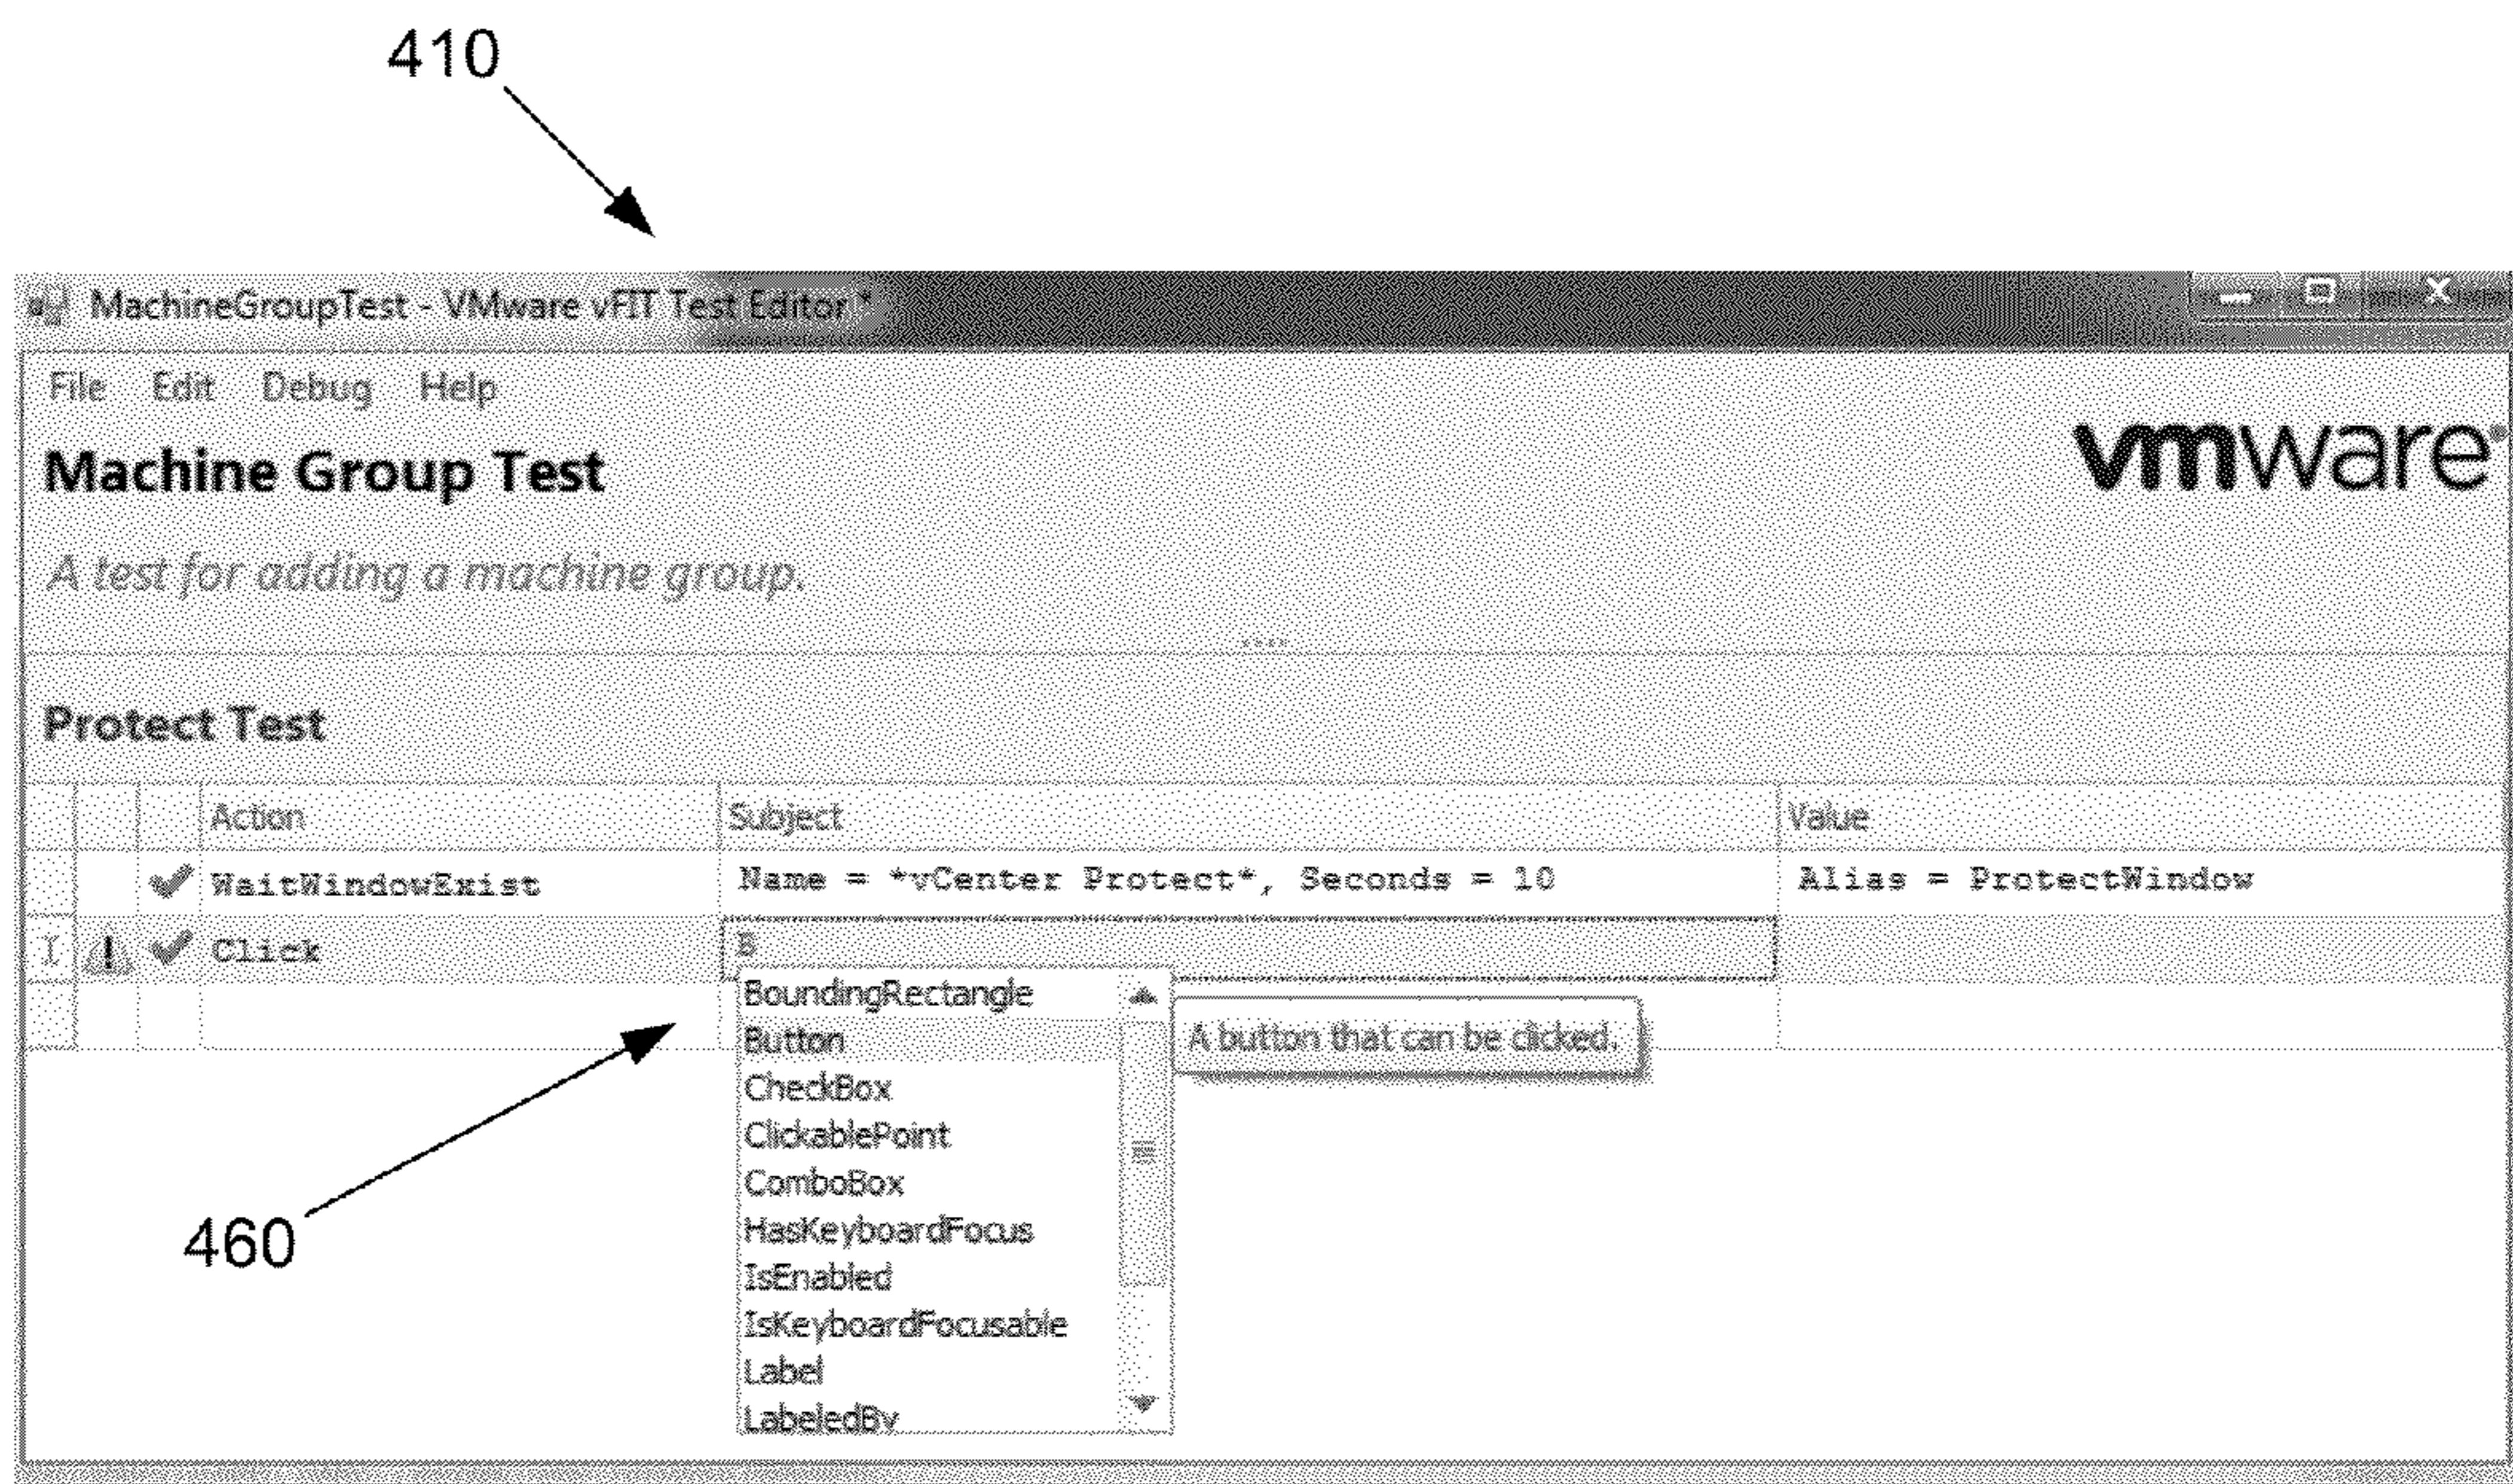 410
MachineGroupTest - VMware vFIT Test Editor *
File Edit Debug Help
Machine Group Test
vmware
A test for adding a machine group.
Protect Test
Action Subject Value
WaitWindowExist Name = *vCenter Protect*, Seconds = 10 Alias = ProtectWindow
Click B
BoundingRectangle
Button A button that can be clicked.
CheckBox
ClickablePoint
ComboBox
HasKeyboardFocus
IsEnabled
IsKeyboardFocusable
Label
LabeledBy
460